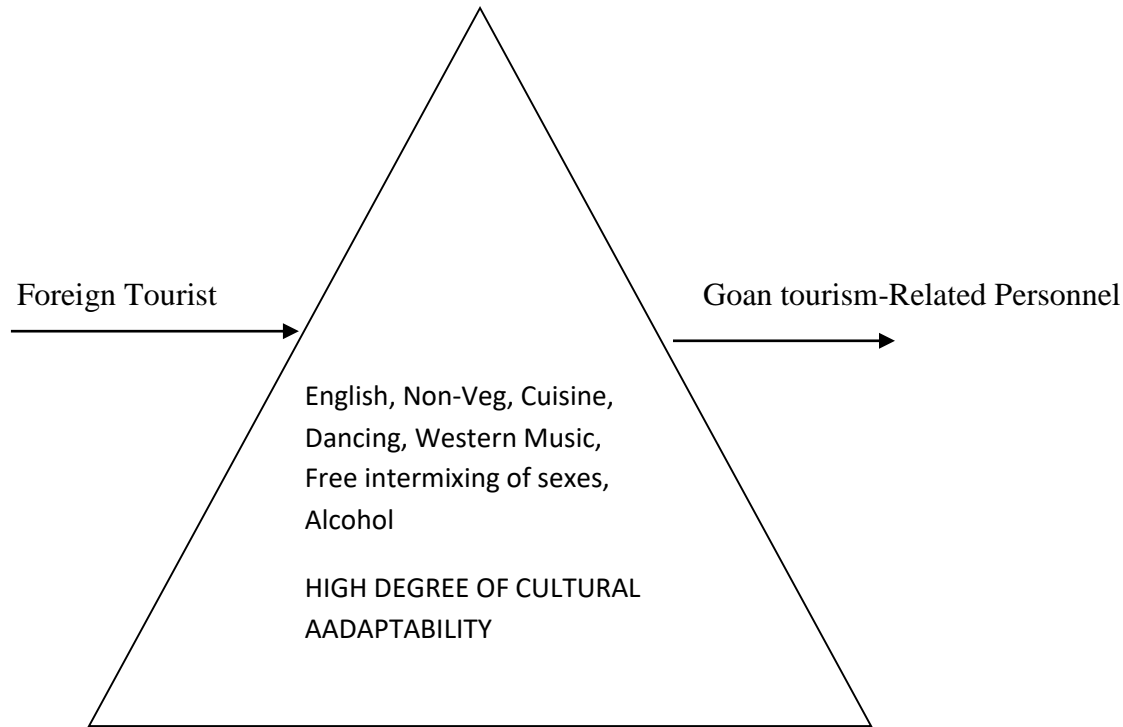 Foreign Tourist
Goan tourism-Related Personnel
English, Non-Veg, Cuisine,
Dancing, Western Music,
Free intermixing of sexes,
Alcohol
HIGH DEGREE OF CULTURAL
AADAPTABILITY